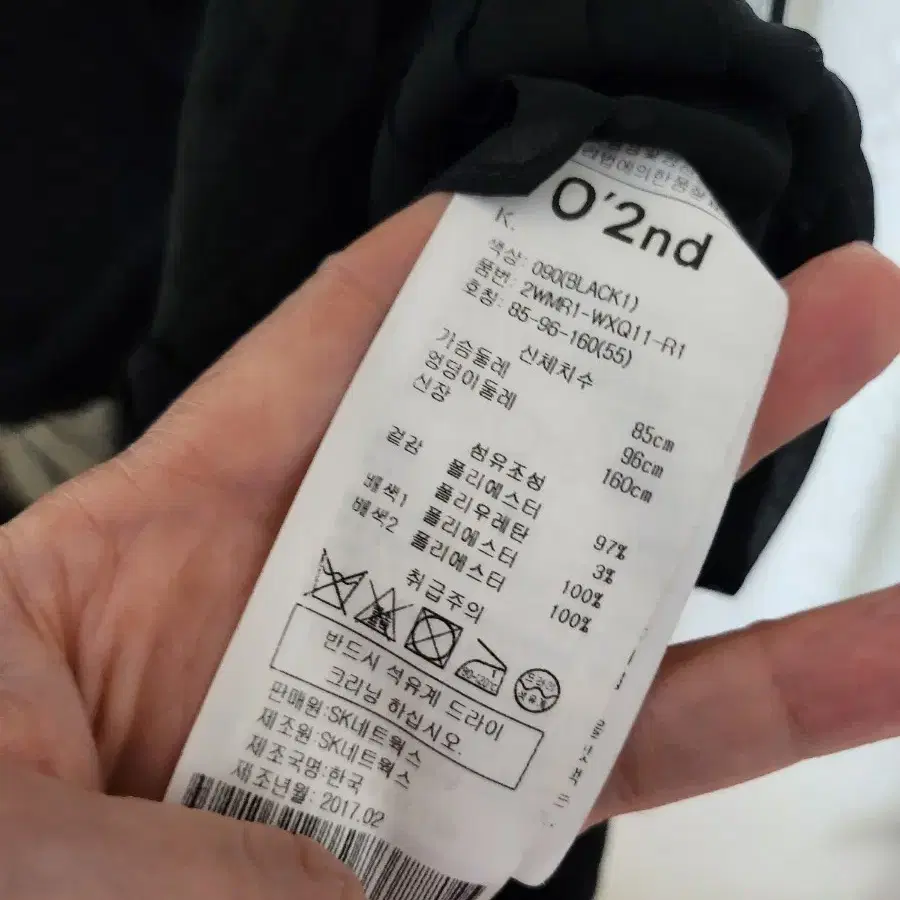 O'2nd
K.
색상: 090(BLACK1)
품번: 2WMR1-WXQ11-R1
호칭: 85-96-160(55)
신체치수
가슴둘레 85cm
엉덩이둘레 96cm
신장 160cm
섬유조성
겉감 폴리에스터 97%
폴리우레탄 3%
배색1 폴리에스터 100%
배색2 폴리에스터 100%
취급주의
반드시 석유계 드라이
크리닝 하십시오.
판매원:SK네트웍스
제조원:SK네트웍스
제조국명:한국
제조년월: 2017.02